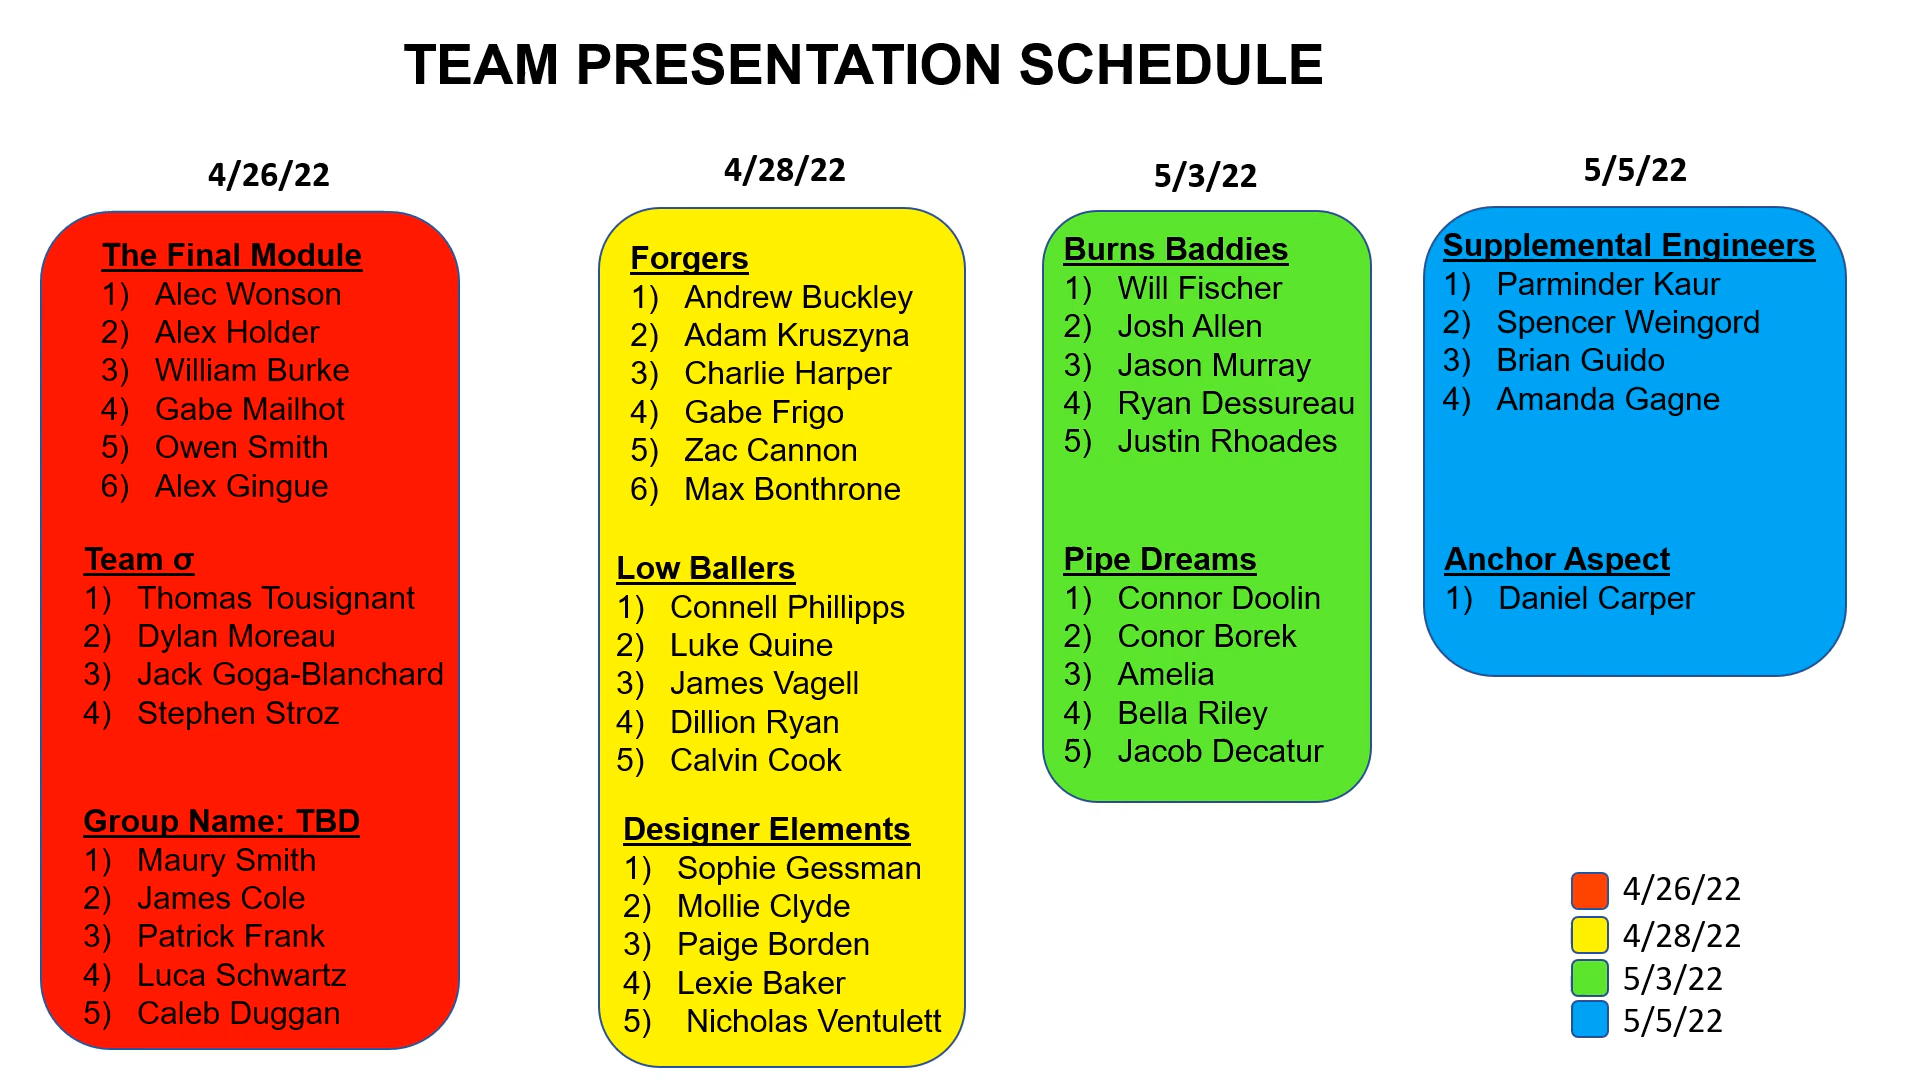 TEAM PRESENTATION SCHEDULE
4/26/22
The Final Module
1) Alec Wonson
2) Alex Holder
3) William Burke
4) Gabe Mailhot
5) Owen Smith
6) Alex Gingue
Team σ
1) Thomas Tousignant
2) Dylan Moreau
3) Jack Goga-Blanchard
4) Stephen Stroz
Group Name: TBD
1) Maury Smith
2) James Cole
3) Patrick Frank
4) Luca Schwartz
5) Caleb Duggan
4/28/22
Forgers
1) Andrew Buckley
2) Adam Kruszyna
3) Charlie Harper
4) Gabe Frigo
5) Zac Cannon
6) Max Bonthrone
Low Ballers
1) Connell Phillipps
2) Luke Quine
3) James Vagell
4) Dillion Ryan
5) Calvin Cook
Designer Elements
1) Sophie Gessman
2) Mollie Clyde
3) Paige Borden
4) Lexie Baker
5) Nicholas Ventulett
5/3/22
Burns Baddies
1) Will Fischer
2) Josh Allen
3) Jason Murray
4) Ryan Dessureau
5) Justin Rhoades
Pipe Dreams
1) Connor Doolin
2) Conor Borek
3) Amelia
4) Bella Riley
5) Jacob Decatur
5/5/22
Supplemental Engineers
1) Parminder Kaur
2) Spencer Weingord
3) Brian Guido
4) Amanda Gagne
Anchor Aspect
1) Daniel Carper
4/26/22
4/28/22
5/3/22
5/5/22